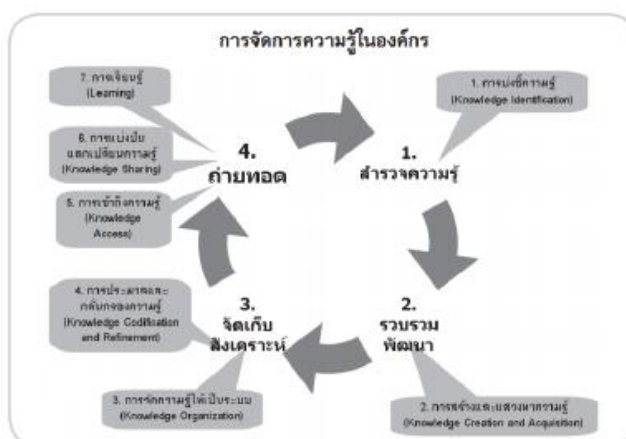 การจัดการความรู้ในองค์กร
7. การเรียนรู้
(Learning)
1. การบ่งชี้ความรู้
(Knowledge Identification)
6. การแบ่งปัน
แลกเปลี่ยนความรู้
(Knowledge Sharing)
4.
ถ่ายทอด
1.
สำรวจความรู้
5. การเข้าถึงความรู้
(Knowledge
Access)
4. การประมวลและ
กลั่นกรองความรู้
(Knowledge Codification
and Refinement)
3.
จัดเก็บ
สังเคราะห์
2.
รวบรวม
พัฒนา
3. การจัดความรู้ให้เป็นระบบ
(Knowledge Organization)
2. การสร้างและแสวงหาความรู้
(Knowledge Creation and Acquisition)